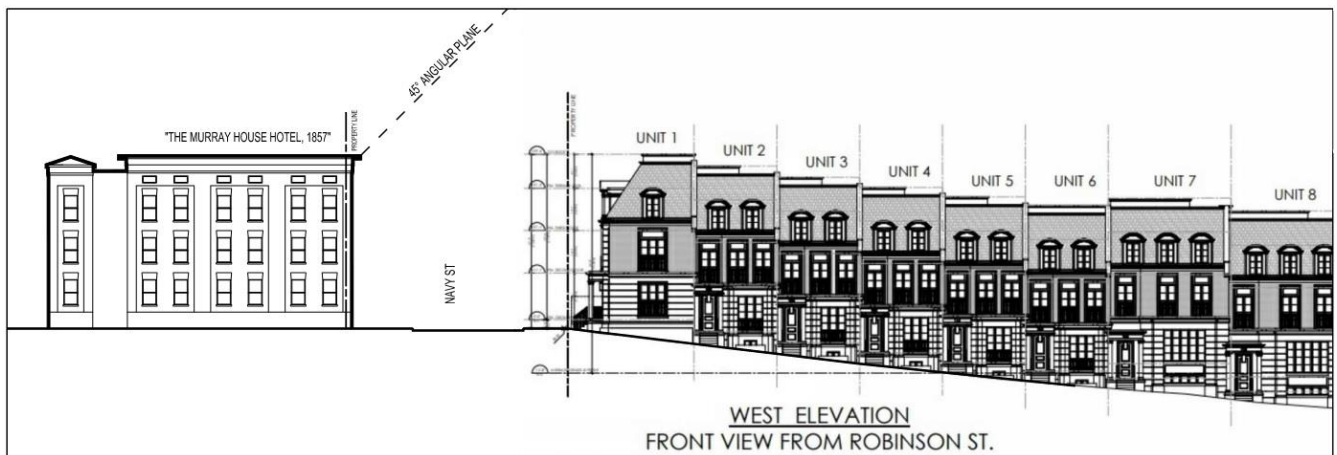 45° ANGULAR PLANE
"THE MURRAY HOUSE HOTEL, 1857"
PROPERTY LINE
NAVY ST
PROPERTY LINE
UNIT 1
UNIT 2
UNIT 3
UNIT 4
UNIT 5
UNIT 6
UNIT 7
UNIT 8
WEST ELEVATION
FRONT VIEW FROM ROBINSON ST.